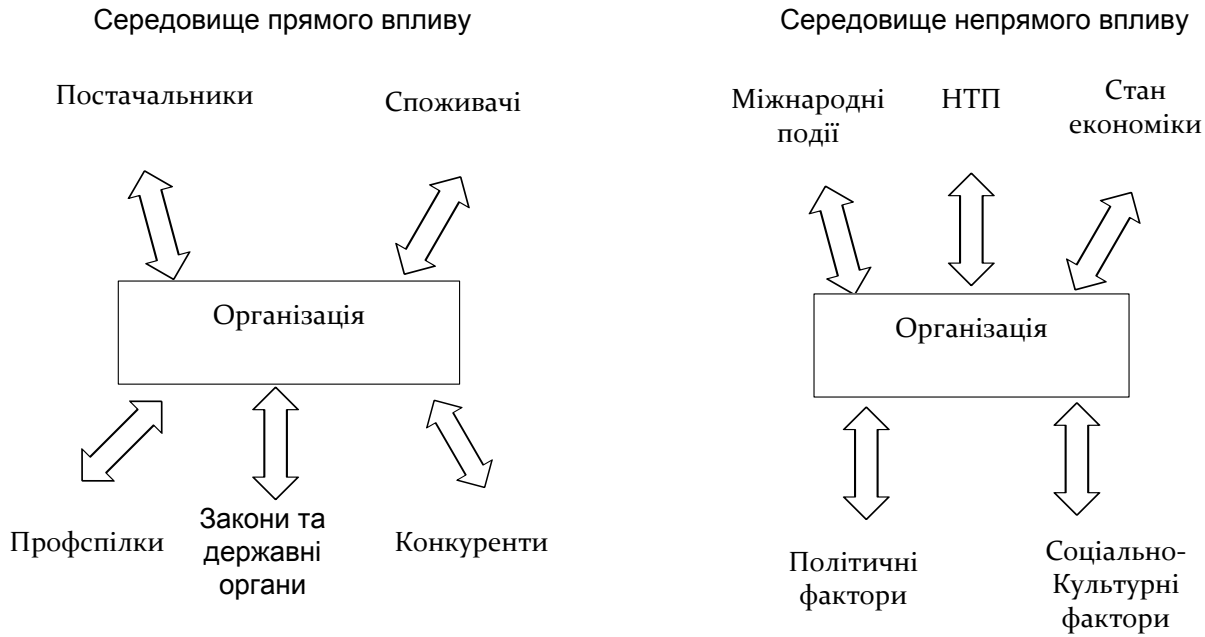 Середовище прямого впливу
Постачальники
Споживачі
Організація
Профспілки
Закони та
державні
органи
Конкуренти
Середовище непрямого впливу
Міжнародні
події
НТП
Стан
економіки
Організація
Політичні
фактори
Соціально-
Культурні
фактори